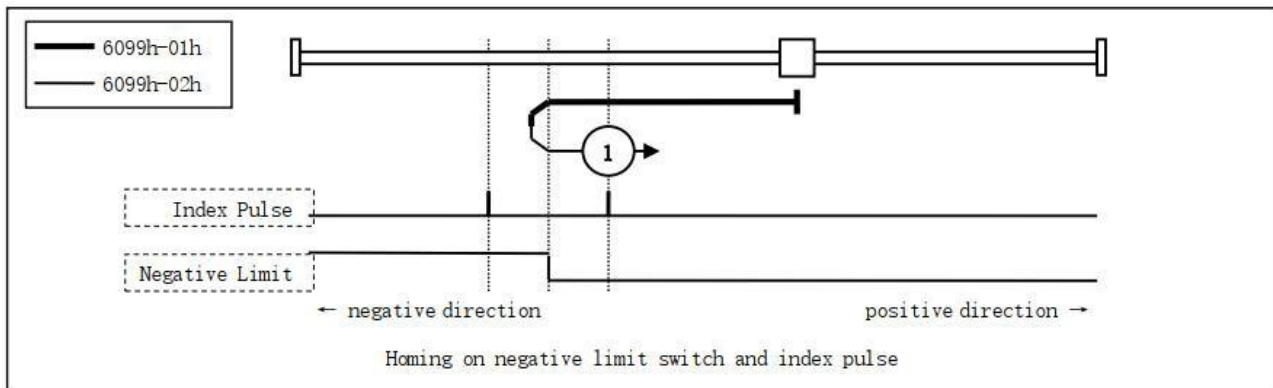 6099h-01h
6099h-02h
1
Index Pulse
Negative Limit
← negative direction
positive direction →
Homing on negative limit switch and index pulse